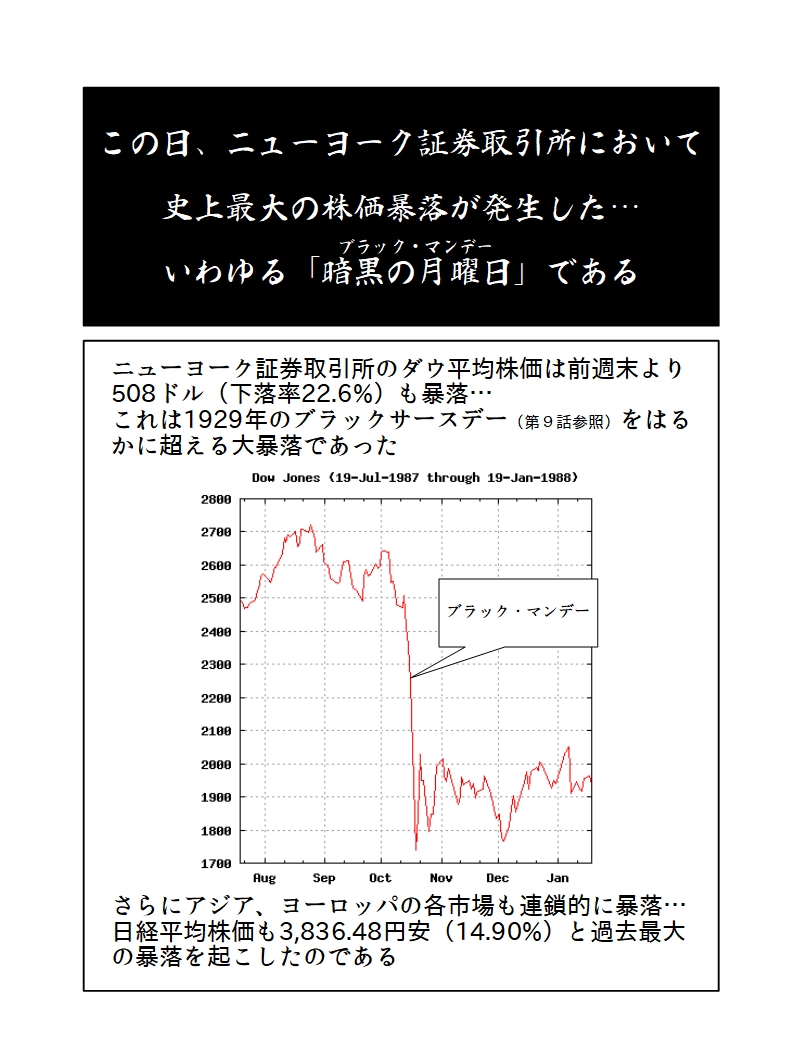 この日、ニューヨーク証券取引所において
史上最大の株価暴落が発生した…
ブラック・マンデー
いわゆる「暗黒の月曜日」である
ニューヨーク証券取引所のダウ平均株価は前週末より
508ドル（下落率22.6%）も暴落…
これは1929年のブラックサースデー（第９話参照）をはる
かに超える大暴落であった
Dow Jones (19-Jul-1987 through 19-Jan-1988)
2800
2700
2600
2500
ブラック・マンデー
2400
2300
2200
2100
2000
1900
1800
1700
Aug Sep Oct Nov Dec Jan
さらにアジア、ヨーロッパの各市場も連鎖的に暴落…
日経平均株価も3,836.48円安（14.90%）と過去最大
の暴落を起こしたのである